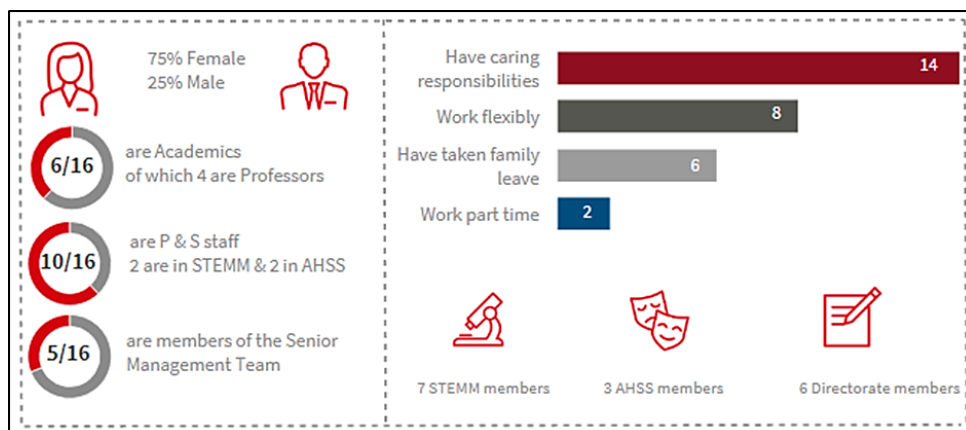 75% Female
25% Male
6/16
are Academics
of which 4 are Professors
10/16
are P & S staff
2 are in STEMM & 2 in AHSS
5/16
are members of the Senior
Management Team
Have caring
responsibilities
14
Work flexibly
8
Have taken family
leave
6
Work part time
2
7 STEMM members
3 AHSS members
6 Directorate members